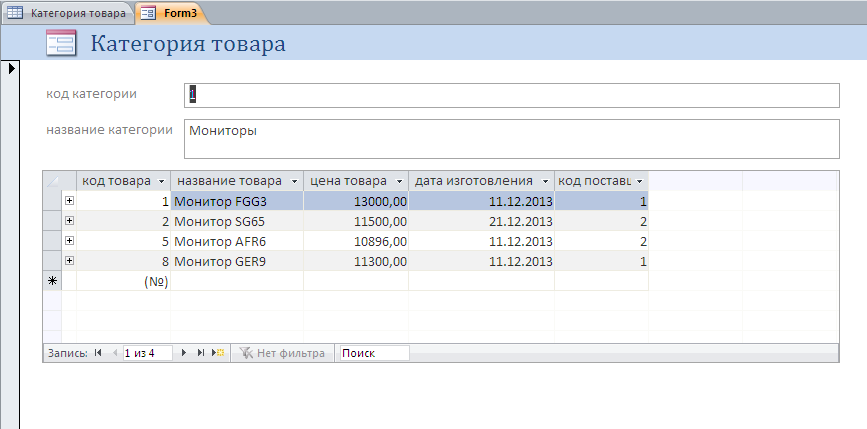 Категория товара Form3
Категория товара
код категории 1
название категории Мониторы
код товара название товара цена товара дата изготовления код постави
1 Монитор FGG3 13000,00 11.12.2013 1
2 Монитор SG65 11500,00 21.12.2013 2
5 Монитор AFR6 10896,00 11.12.2013 2
8 Монитор GER9 11300,00 11.12.2013 1
(№)
Запись: 1 из 4 Нет фильтра Поиск